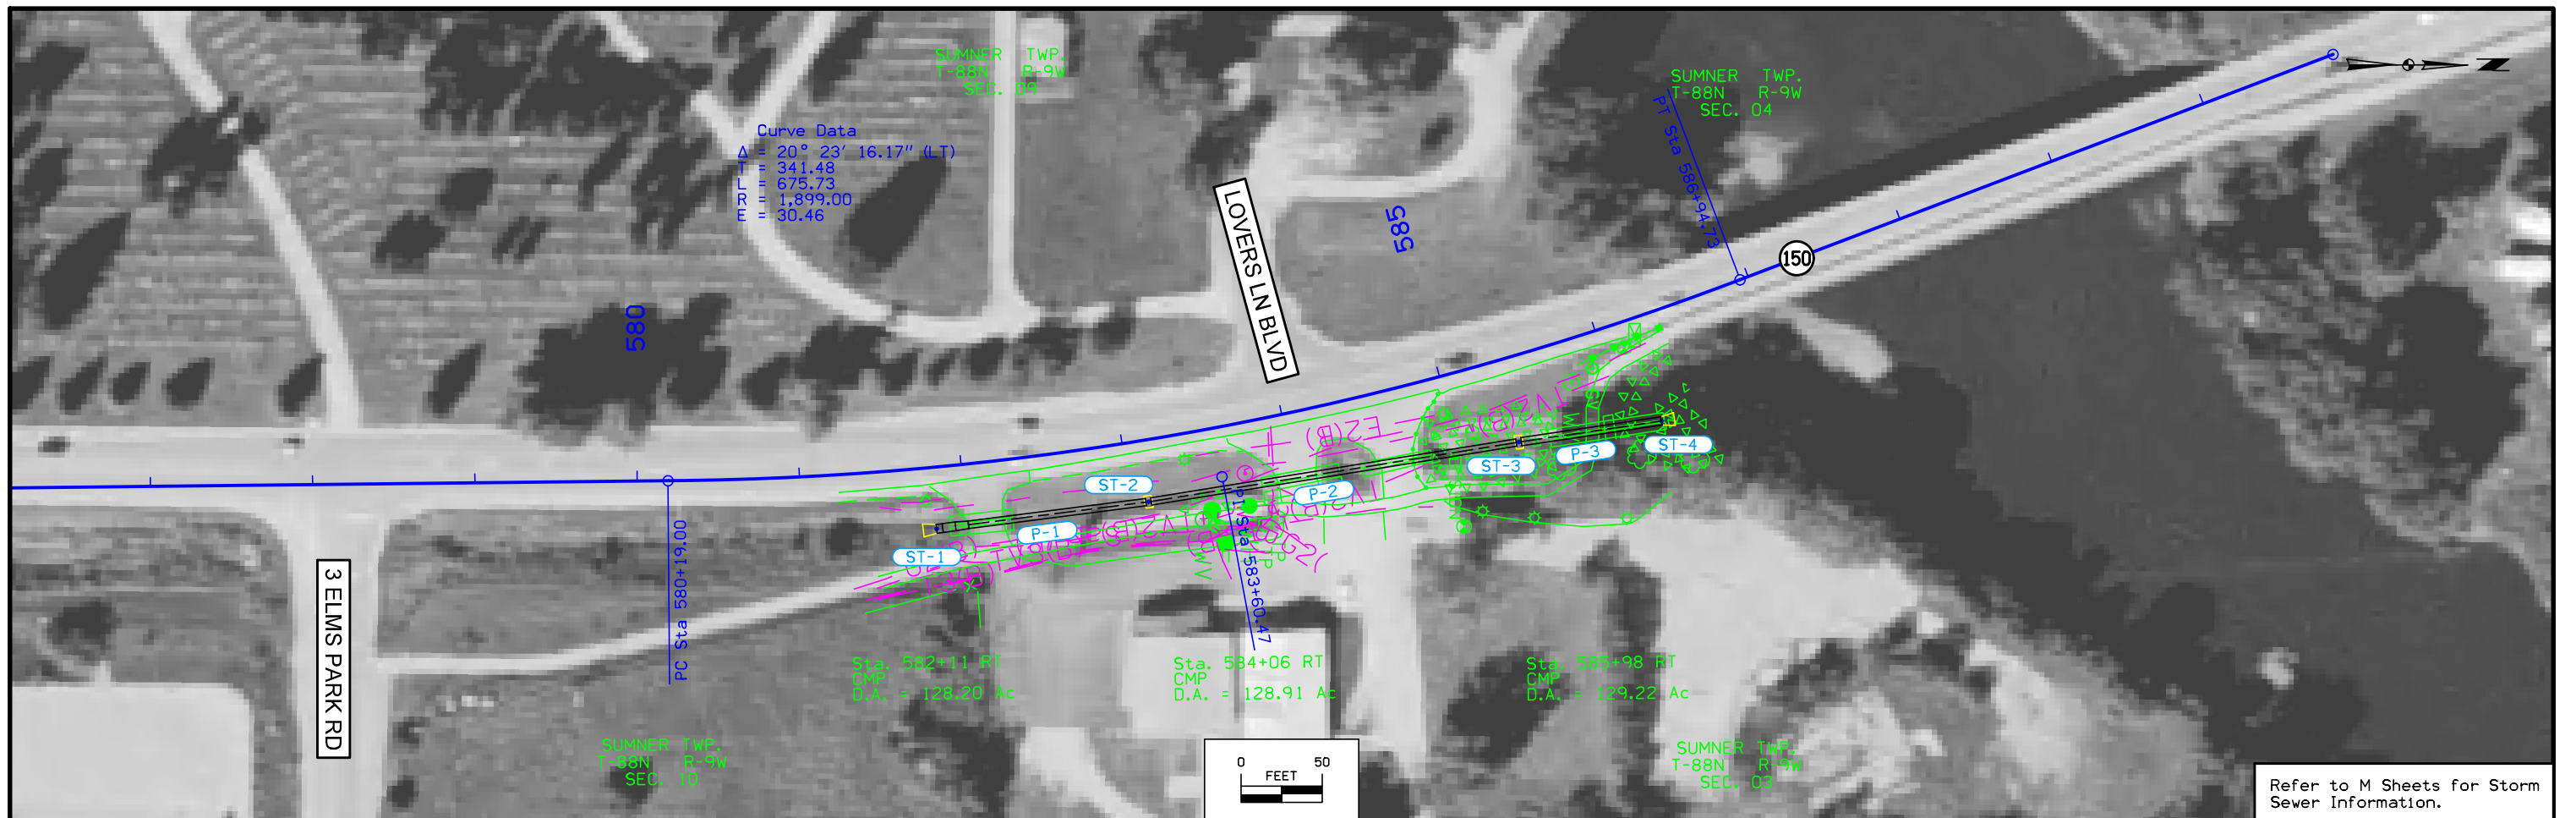 SUMNER TWP.
T-88N R-9W
SEC. 09
SUMNER TWP.
T-88N R-9W
SEC. 04
Curve Data
Δ = 20° 23' 16.17" (LT)
T = 341.48
L = 675.73
R = 1,899.00
E = 30.46
580
LOVERS LN BLVD
585
PT Sta 586+94.73
150
ST-1
P-1
ST-2
P-2
ST-3
P-3
ST-4
E2(B)
3 ELMS PARK RD
PC Sta 580+19.00
PI Sta 583+60.47
Sta. 582+11 RT
CMP
D.A. = 128.20 Ac
Sta. 584+06 RT
CMP
D.A. = 128.91 Ac
Sta. 585+98 RT
CMP
D.A. = 129.22 Ac
SUMNER TWP.
T-88N R-9W
SEC. 10
SUMNER TWP.
T-88N R-9W
SEC. 03
0 50
FEET
Refer to M Sheets for Storm
Sewer Information.